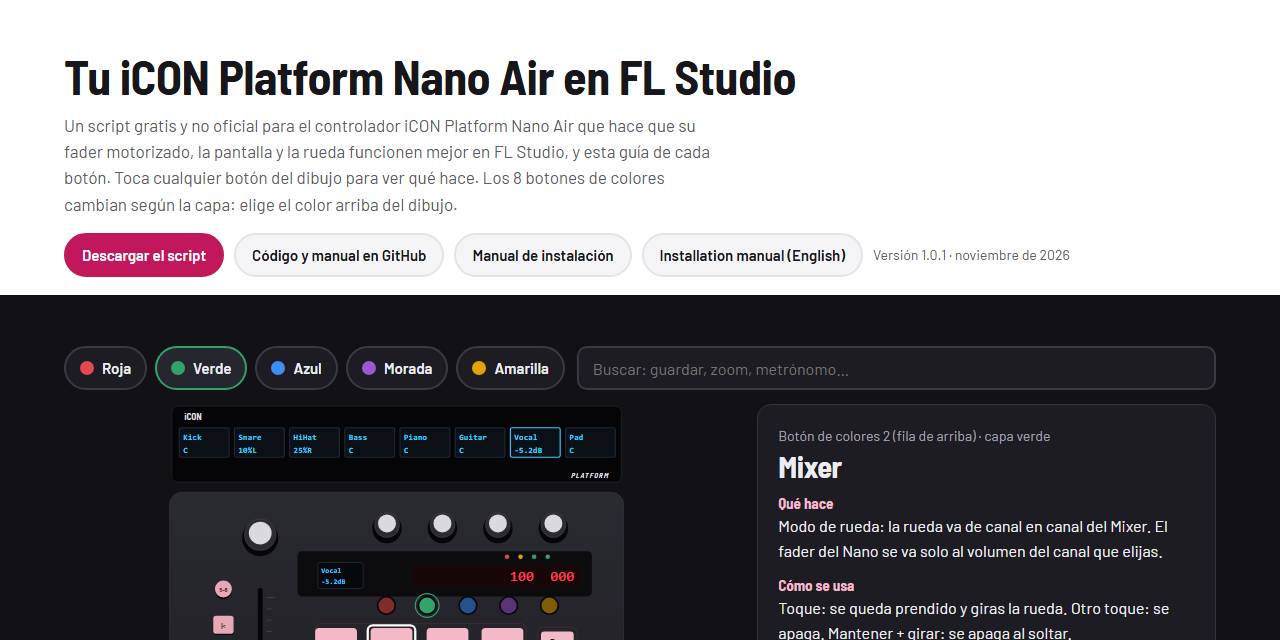 Tu iCON Platform Nano Air en FL Studio
Un script gratis y no oficial para el controlador iCON Platform Nano Air que hace que su
fader motorizado, la pantalla y la rueda funcionen mejor en FL Studio, y esta guía de cada
botón. Toca cualquier botón del dibujo para ver qué hace. Los 8 botones de colores
cambian según la capa: elige el color arriba del dibujo.
Descargar el script
Código y manual en GitHub
Manual de instalación
Installation manual (English)
Versión 1.0.1 · noviembre de 2026
Roja
Verde
Azul
Morada
Amarilla
Buscar: guardar, zoom, metrónomo...
iCON
Kick
C
Snare
10%L
HiHat
25%R
Bass
C
Piano
C
Guitar
C
Vocal
-5.2dB
Pad
C
PLATFORM
Vocal
-5.2dB
100 000
Botón de colores 2 (fila de arriba) · capa verde
Mixer
Qué hace
Modo de rueda: la rueda va de canal en canal del Mixer. El
fader del Nano se va solo al volumen del canal que elijas.
Cómo se usa
Toque: se queda prendido y giras la rueda. Otro toque: se
apaga. Mantener + girar: se apaga al soltar.